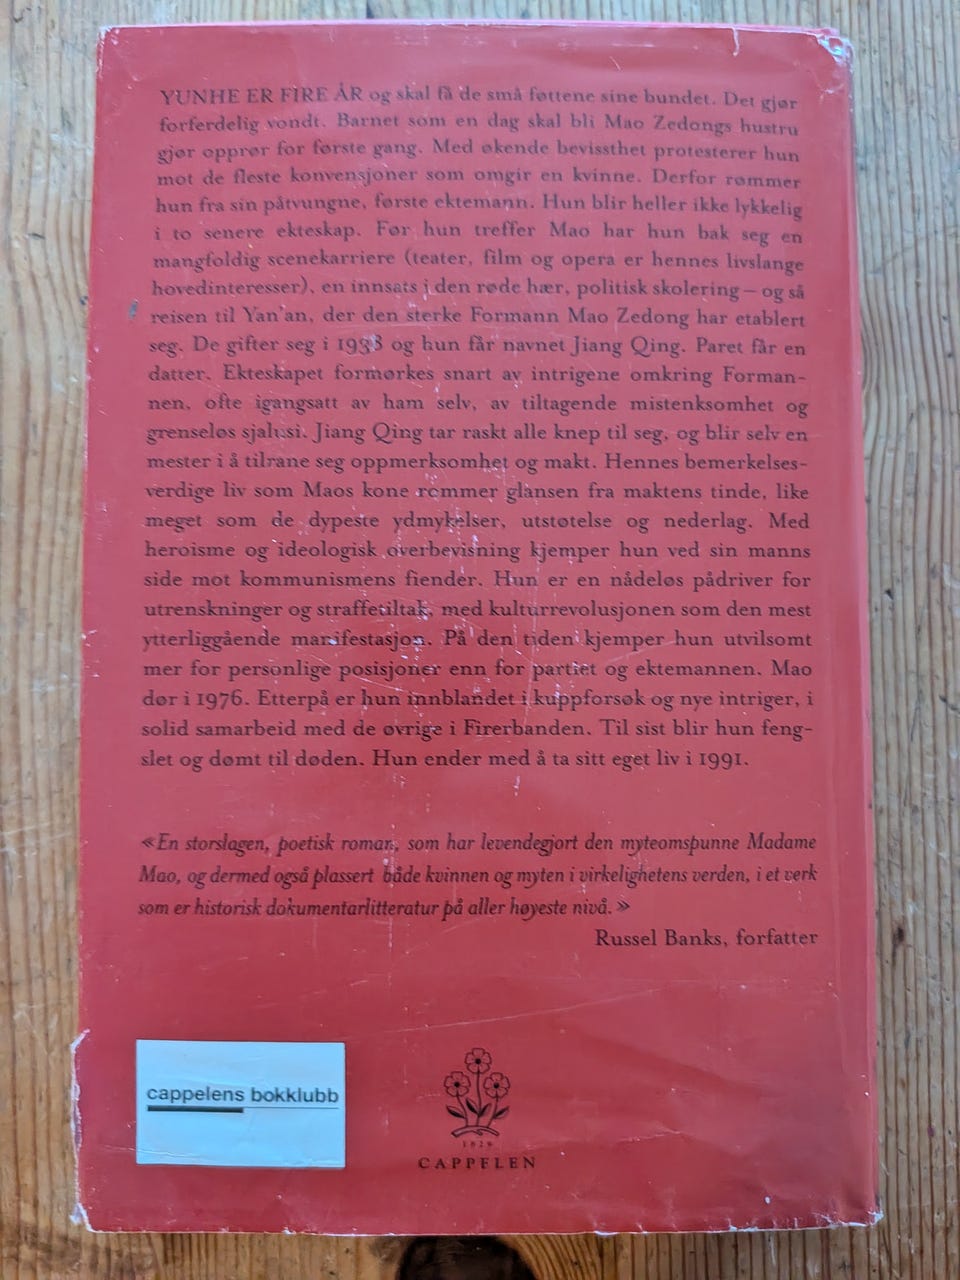 YUNHE ER FIRE ÅR og skal få de små føttene sine bundet. Det gjør
forferdelig vondt. Barnet som en dag skal bli Mao Zedongs hustru
gjør opprør for første gang. Med økende bevissthet protesterer hun
mot de fleste konvensjoner som omgir en kvinne. Derfor rømmer
hun fra sin påtvungne, første ektemann. Hun blir heller ikke lykkelig
i to senere ekteskap. Før hun treffer Mao har hun bak seg en
mangfoldig scenekarriere (teater, film og opera er hennes livslange
hovedinteresser), en innsats i den røde hær, politisk skolering – og så
reisen til Yan'an, der den sterke Formann Mao Zedong har etablert
seg. De gifter seg i 1938 og hun får navnet Jiang Qing. Paret får en
datter. Ekteskapet formørkes snart av intrigene omkring Forman-
nen, ofte igangsatt av ham selv, av tiltagende mistenksomhet og
grenseløs sjalusi. Jiang Qing tar raskt alle knep til seg, og blir selv en
mester i å tilrane seg oppmerksomhet og makt. Hennes bemerkelses-
verdige liv som Maos kone rommer glansen fra maktens tinde, like
meget som de dypeste ydmykelser, utstøtelse og nederlag. Med
heroisme og ideologisk overbevisning kjemper hun ved sin manns
side mot kommunismens fiender. Hun er en nådeløs pådriver for
utrenskninger og straffetiltak, med kulturrevolusjonen som den mest
ytterliggående manifestasjon. På den tiden kjemper hun utvilsomt
mer for personlige posisjoner enn for partiet og ektemannen. Mao
dør i 1976. Etterpå er hun innblandet i kuppforsøk og nye intriger, i
solid samarbeid med de øvrige i Firerbanden. Til sist blir hun feng-
slet og dømt til døden. Hun ender med å ta sitt eget liv i 1991.
«En storslagen, poetisk roman, som har levendegjort den myteomspunne Madame
Mao, og dermed også plassert både kvinnen og myten i virkelighetens verden, i et verk
som er historisk dokumentarlitteratur på aller høyeste nivå.»
Russel Banks, forfatter
cappelens bokklubb
1829
CAPPELEN